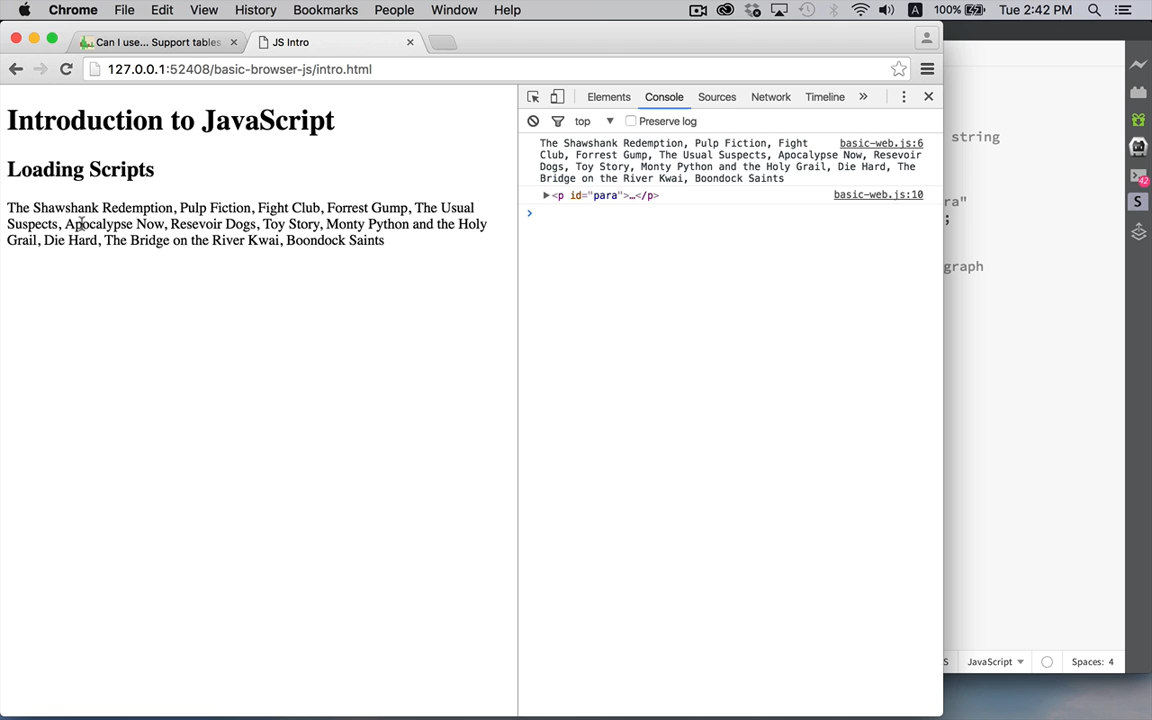 Chrome File Edit View History Bookmarks People Window Help A 100% Tue 2:42 PM
Can I use... Support tables
JS Intro
127.0.0.1:52408/basic-browser-js/intro.html
Introduction to JavaScript
Loading Scripts
The Shawshank Redemption, Pulp Fiction, Fight Club, Forrest Gump, The Usual
Suspects, Apocalypse Now, Resevoir Dogs, Toy Story, Monty Python and the Holy
Grail, Die Hard, The Bridge on the River Kwai, Boondock Saints
Elements Console Sources Network Timeline »
top Preserve log
The Shawshank Redemption, Pulp Fiction, Fight basic-web.js:6
Club, Forrest Gump, The Usual Suspects, Apocalypse Now, Resevoir
Dogs, Toy Story, Monty Python and the Holy Grail, Die Hard, The
Bridge on the River Kwai, Boondock Saints
<p id="para">…</p> basic-web.js:10
>
string
a"
;
graph
42
S
S JavaScript Spaces: 4